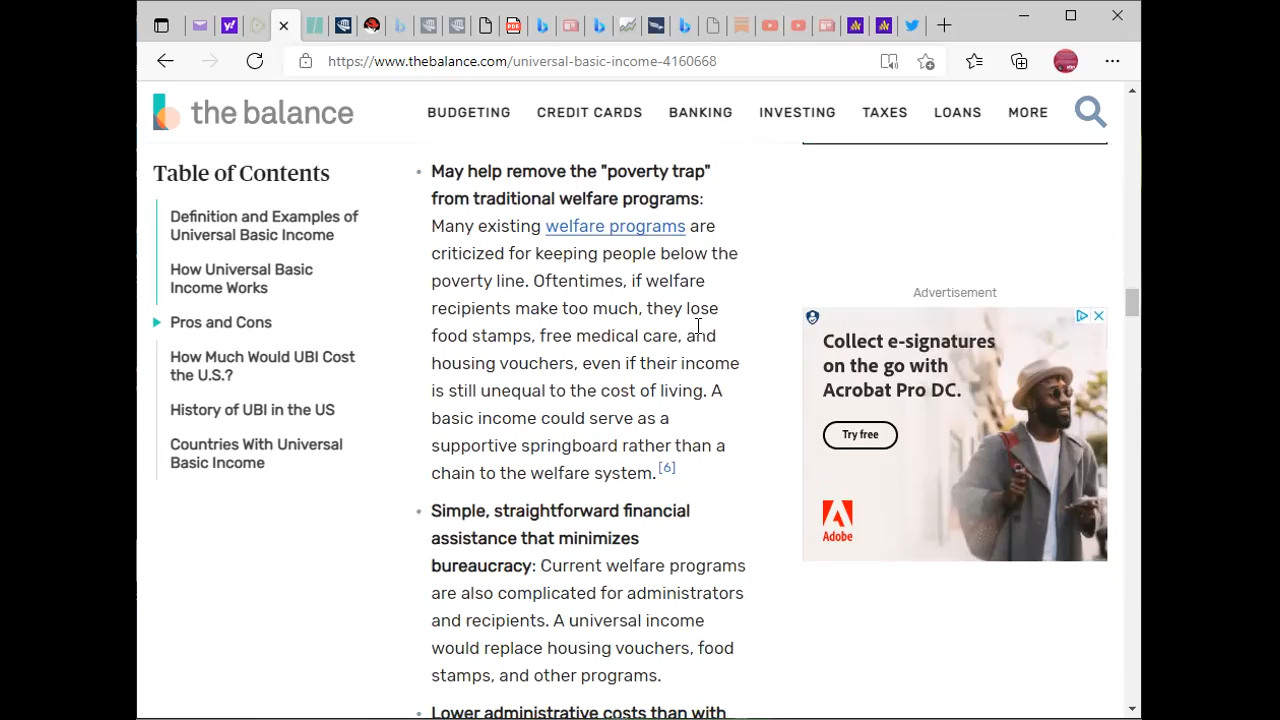 https://www.thebalance.com/universal-basic-income-4160668
the balance
BUDGETING CREDIT CARDS BANKING INVESTING TAXES LOANS MORE
Table of Contents
Definition and Examples of
Universal Basic Income
How Universal Basic
Income Works
Pros and Cons
How Much Would UBI Cost
the U.S.?
History of UBI in the US
Countries With Universal
Basic Income
• May help remove the "poverty trap"
from traditional welfare programs:
Many existing welfare programs are
criticized for keeping people below the
poverty line. Oftentimes, if welfare
recipients make too much, they lose
food stamps, free medical care, and
housing vouchers, even if their income
is still unequal to the cost of living. A
basic income could serve as a
supportive springboard rather than a
chain to the welfare system.[6]
• Simple, straightforward financial
assistance that minimizes
bureaucracy: Current welfare programs
are also complicated for administrators
and recipients. A universal income
would replace housing vouchers, food
stamps, and other programs.
Lower administrative costs than with
Advertisement
Collect e-signatures
on the go with
Acrobat Pro DC.
Try free
Adobe